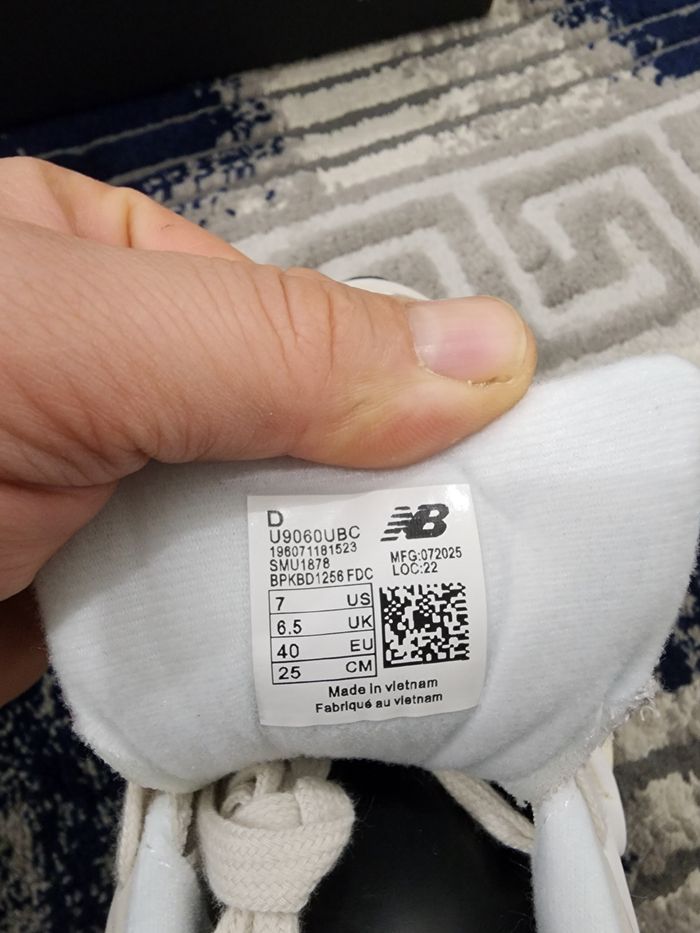 D
U9060UBC
196071181523
SMU1878
BPKBD1256 FDC
NB
MFG:072025
LOC:22
7 US
6.5 UK
40 EU
25 CM
Made in vietnam
Fabriqué au vietnam